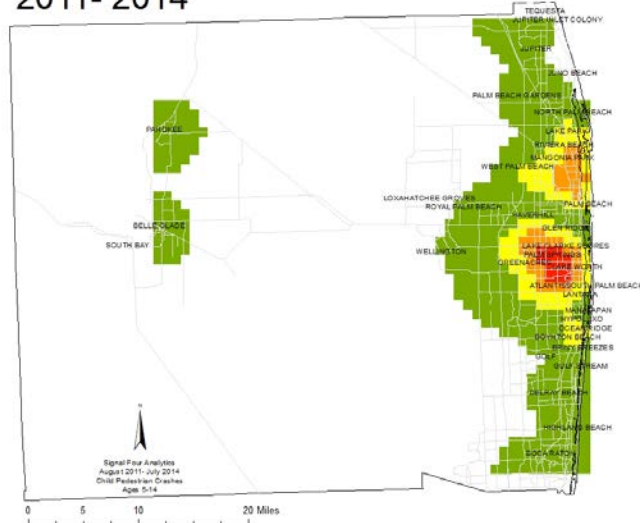 2011- 2014
TEQUESTA
JUPITER INLET COLONY
JUPITER
JUNO BEACH
PALM BEACH GARDENS
NORTH PALM BEACH
PAHOKEE
LAKE PARK
RIVIERA BEACH
MANGONIA PARK
WEST PALM BEACH
LOXAHATCHEE GROVES
PALM BEACH
ROYAL PALM BEACH
HAVERHILL
BELLE GLADE
GLEN RIDGE
SOUTH BAY
LAKE CLARKE SHORES
WELLINGTON
PALM SPRINGS
GREENACRES
LAKE WORTH
ATLANTIS
SOUTH PALM BEACH
LANTANA
MANALAPAN
HYPOLUXO
OCEAN RIDGE
BOYNTON BEACH
BRINY BREEZES
GOLF
GULF STREAM
DELRAY BEACH
HIGHLAND BEACH
BOCA RATON
N
Signal Four Analytics
August 2011- July 2014
Child Pedestrian Crashes
Ages 5-14
0 5 10 20 Miles